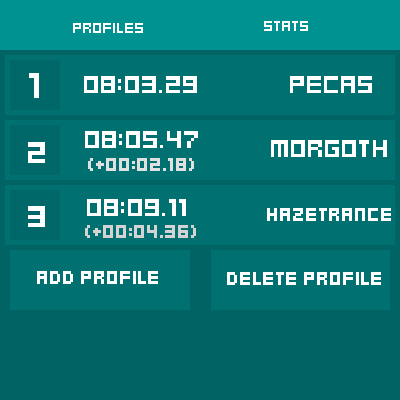 PROFILES STATS
1 08:03.29 PECAS
2 08:05.47 MORGOTH
(+00:02.18)
3 08:09.11 HAZETRANCE
(+00:04.36)
ADD PROFILE DELETE PROFILE